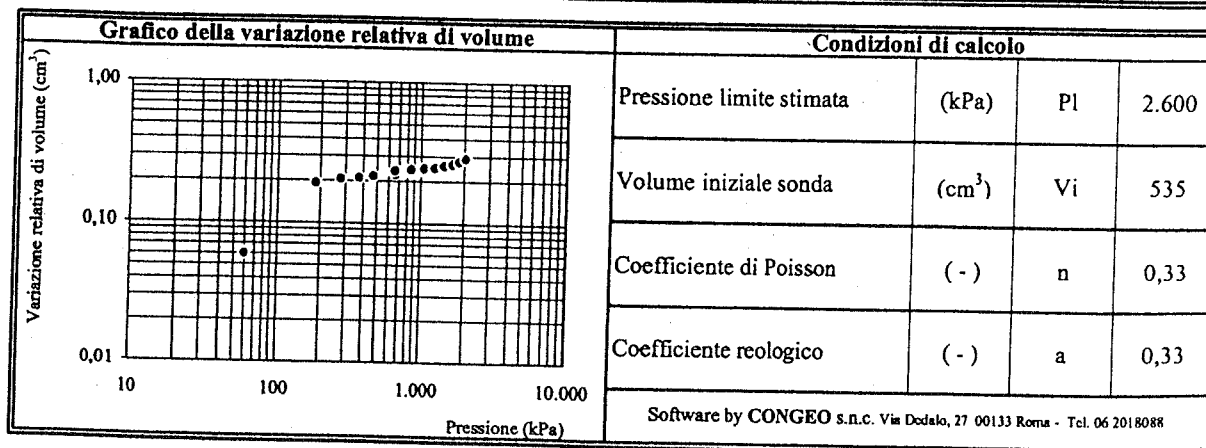 Grafico della variazione relativa di volume
Variazione relativa di volume (cm³)
1,00
0,10
0,01
10 100 1.000 10.000
Pressione (kPa)
Condizioni di calcolo
Pressione limite stimata (kPa) Pl 2.600
Volume iniziale sonda (cm³) Vi 535
Coefficiente di Poisson ( - ) n 0,33
Coefficiente reologico ( - ) a 0,33
Software by CONGEO s.n.c. Via Dedalo, 27 00133 Roma - Tel. 06 2018088